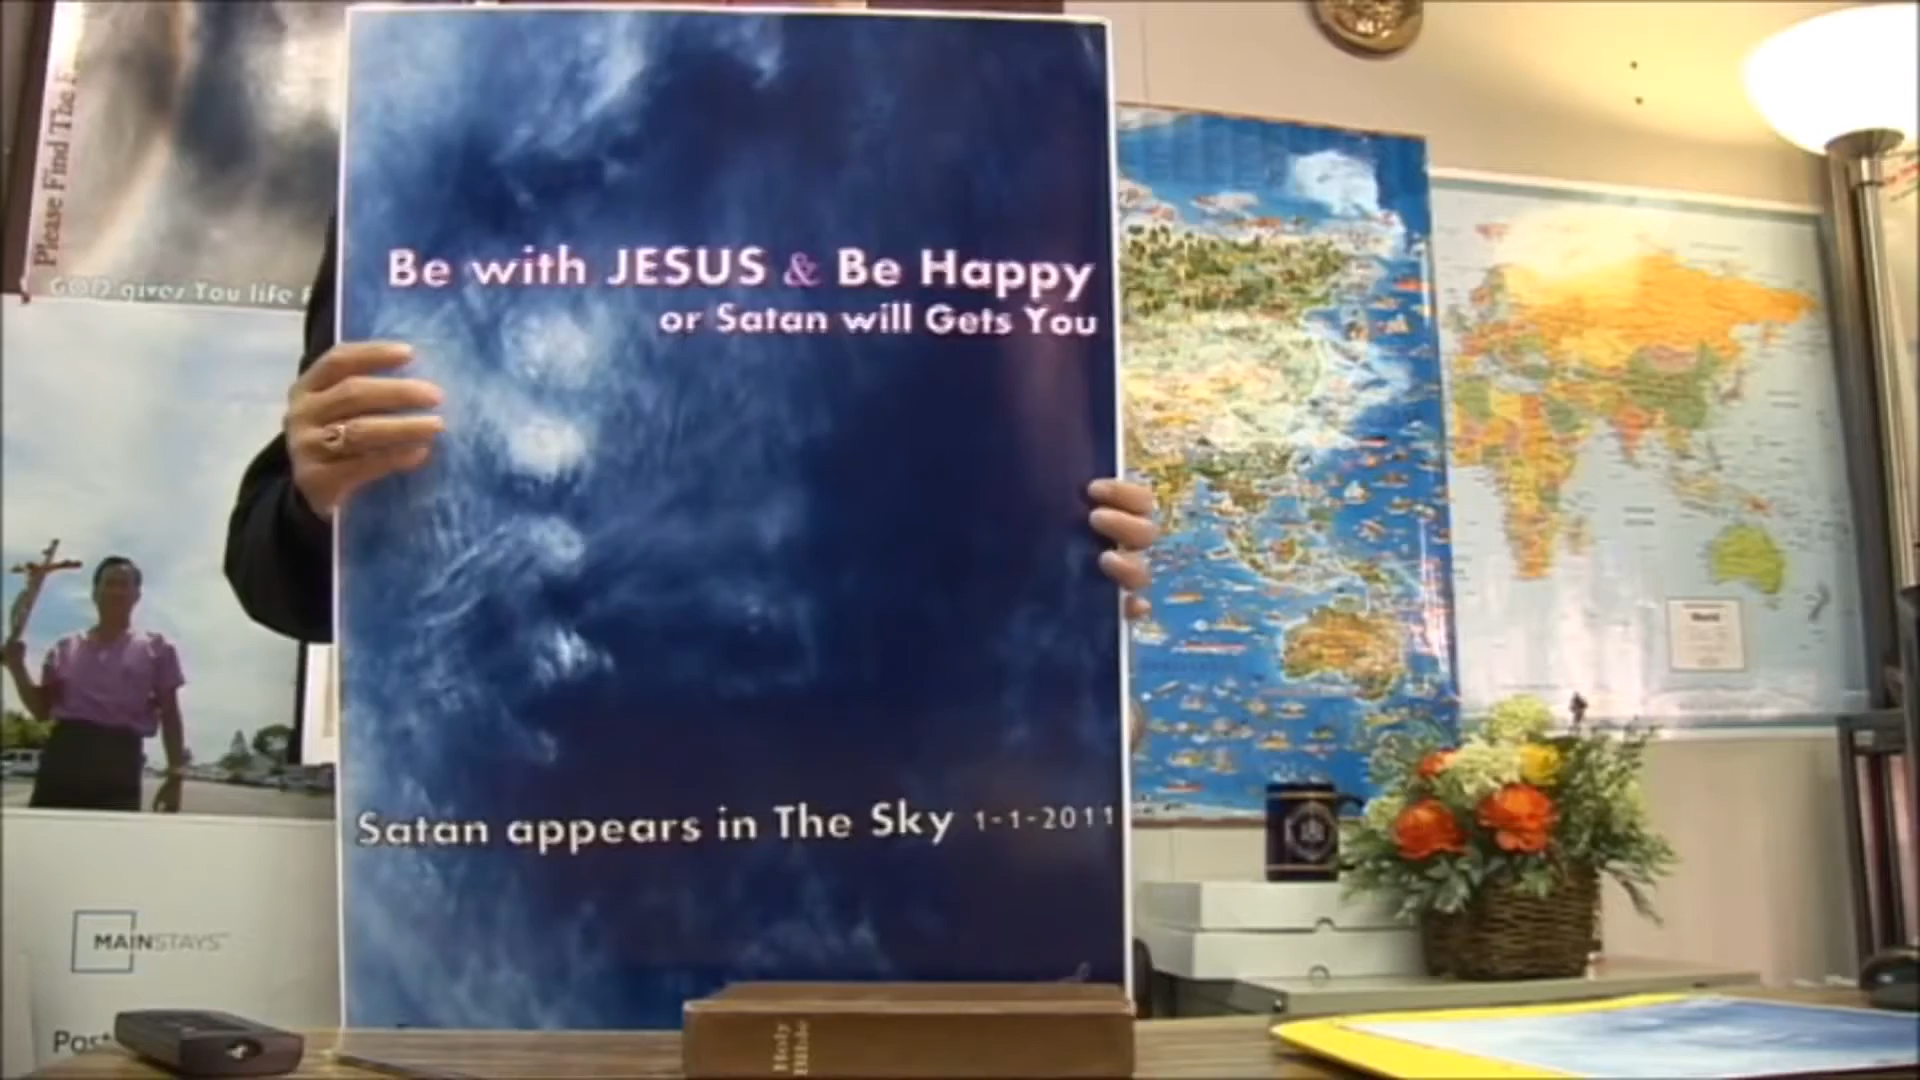 Please Find The
GOD gives You life
Be with JESUS & Be Happy
or Satan will Gets You
Satan appears in The Sky 1-1-2011
MAINSTAYS
Post
Holy
Bible